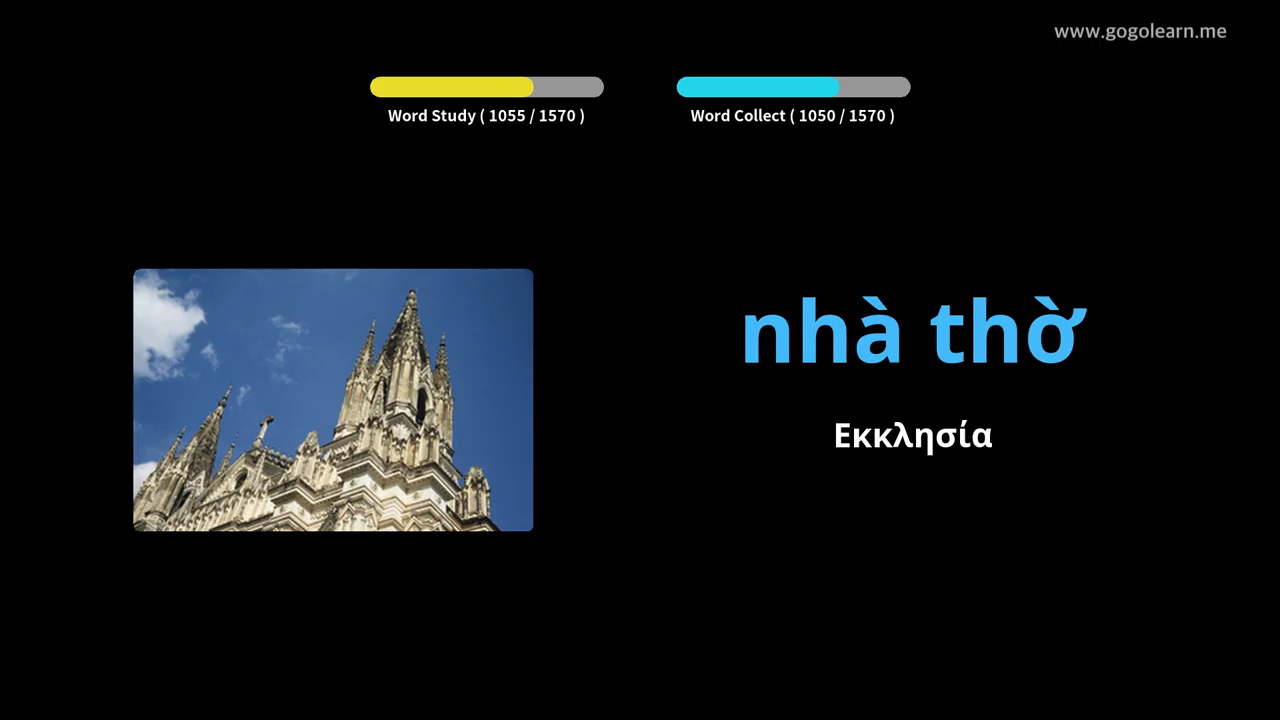 www.gogolearn.me
Word Study ( 1055 / 1570 )
Word Collect ( 1050 / 1570 )
nhà thờ
Εκκλησία